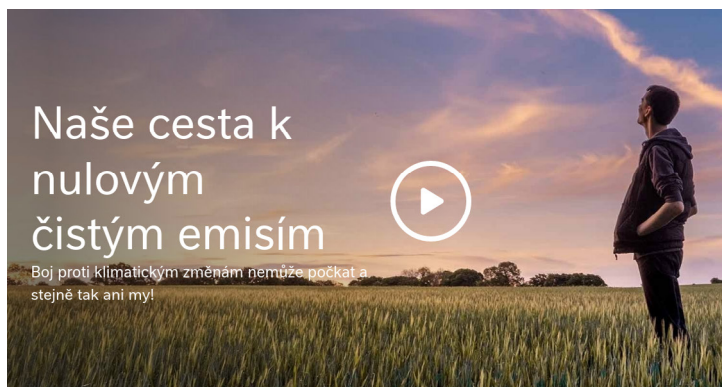 Naše cesta k
nulovým
čistým emisím
Boj proti klimatickým změnám nemůže počkat a
stejně tak ani my!